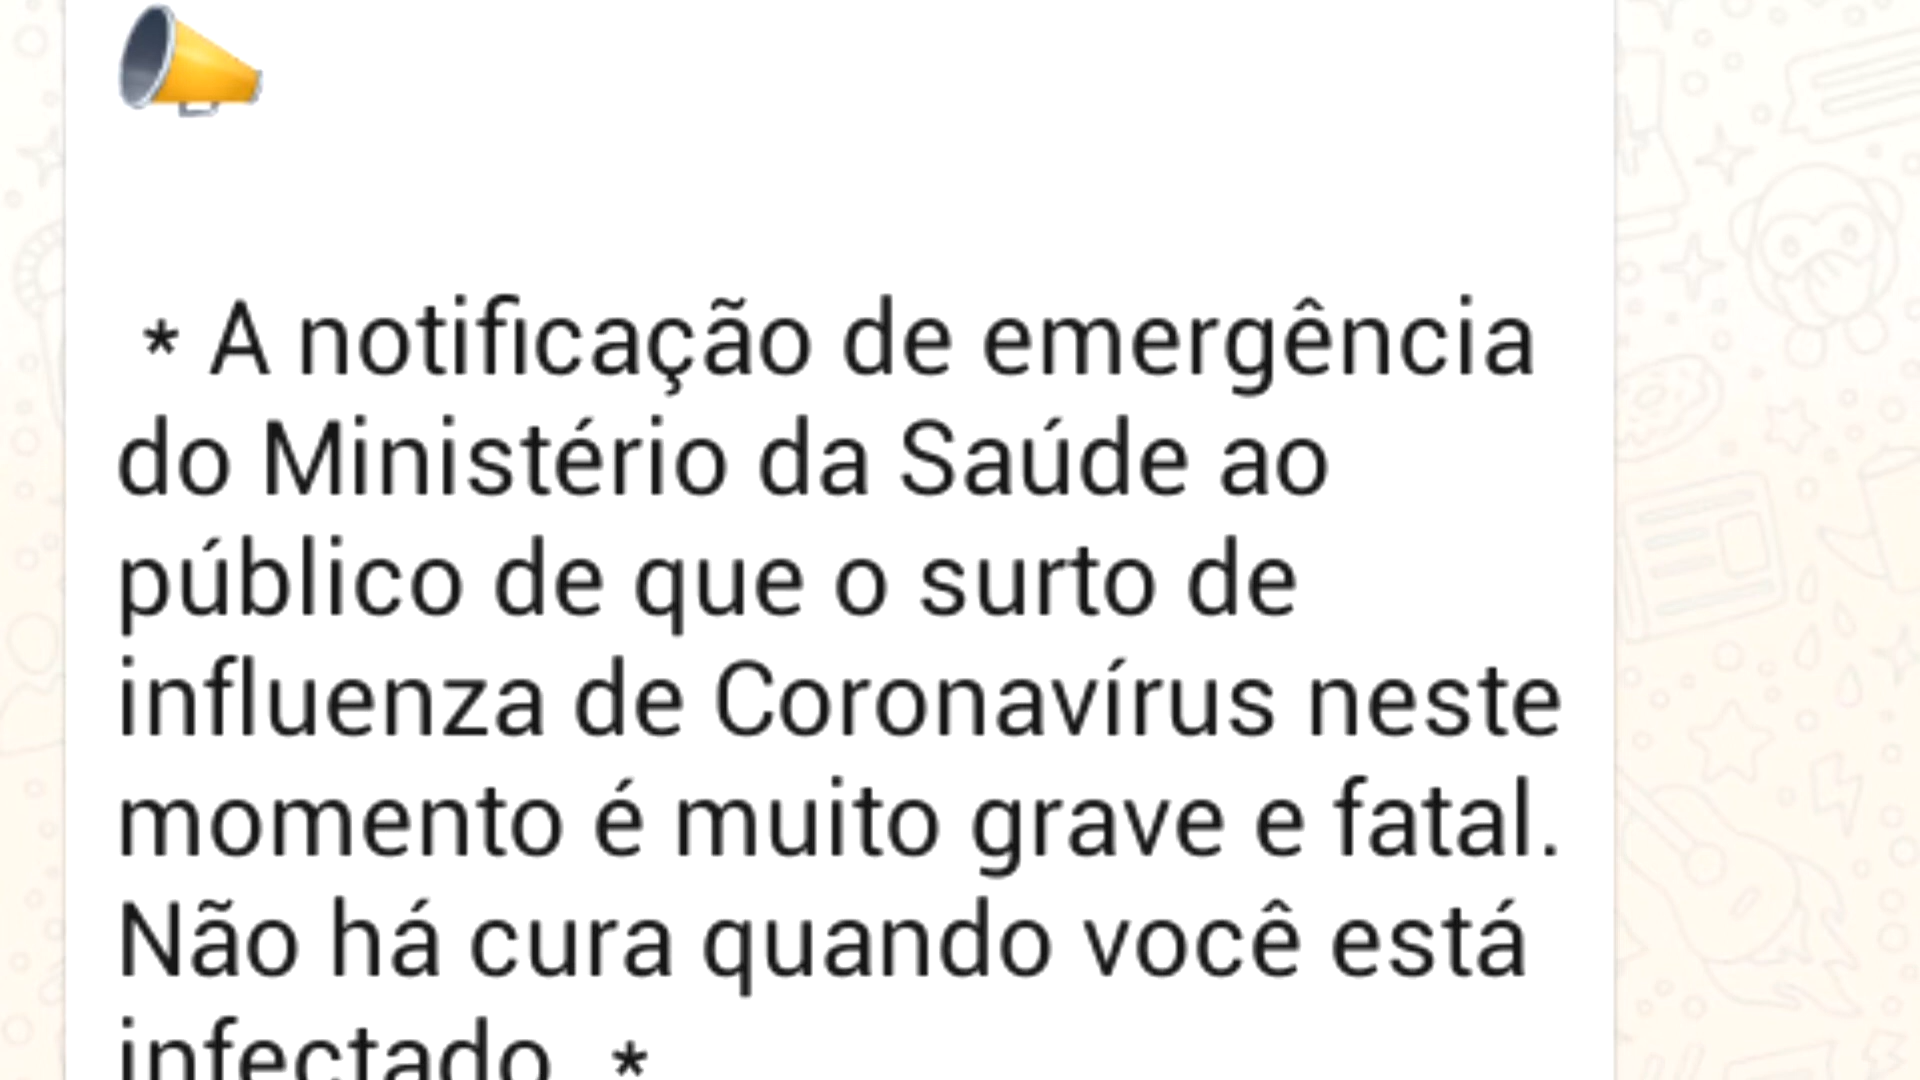 * A notificação de emergência
do Ministério da Saúde ao
público de que o surto de
influenza de Coronavírus neste
momento é muito grave e fatal.
Não há cura quando você está
infectado. *